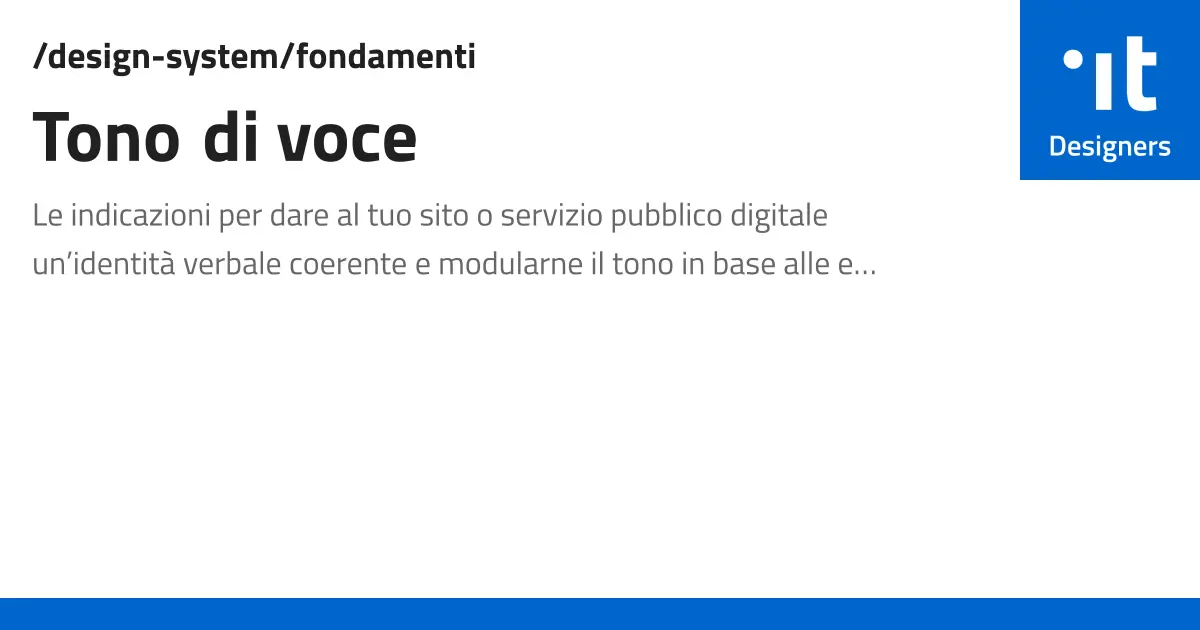 /design-system/fondamenti
Tono di voce
Le indicazioni per dare al tuo sito o servizio pubblico digitale
un’identità verbale coerente e modularne il tono in base alle e…
it
Designers